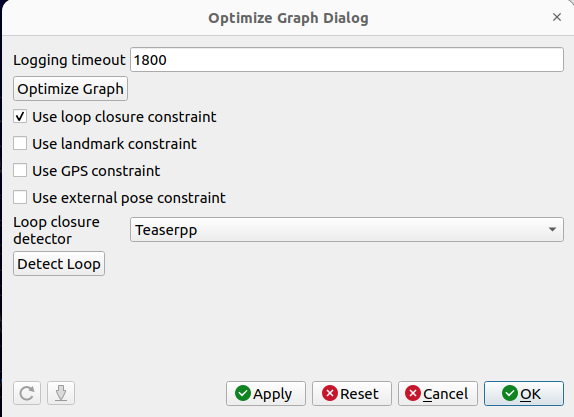 Optimize Graph Dialog
Logging timeout 1800
Optimize Graph
Use loop closure constraint
Use landmark constraint
Use GPS constraint
Use external pose constraint
Loop closure
detector
Teaserpp
Detect Loop
Apply Reset Cancel OK